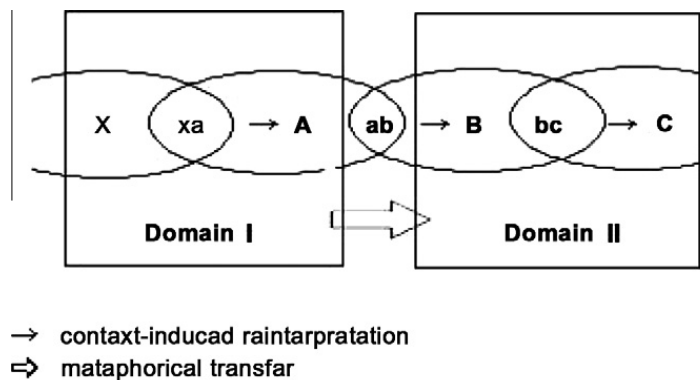 X xa → A ab → B bc → C
Domain I Domain II
→ contaxt-inducad raintarpratation
⇨ mataphorical transfar